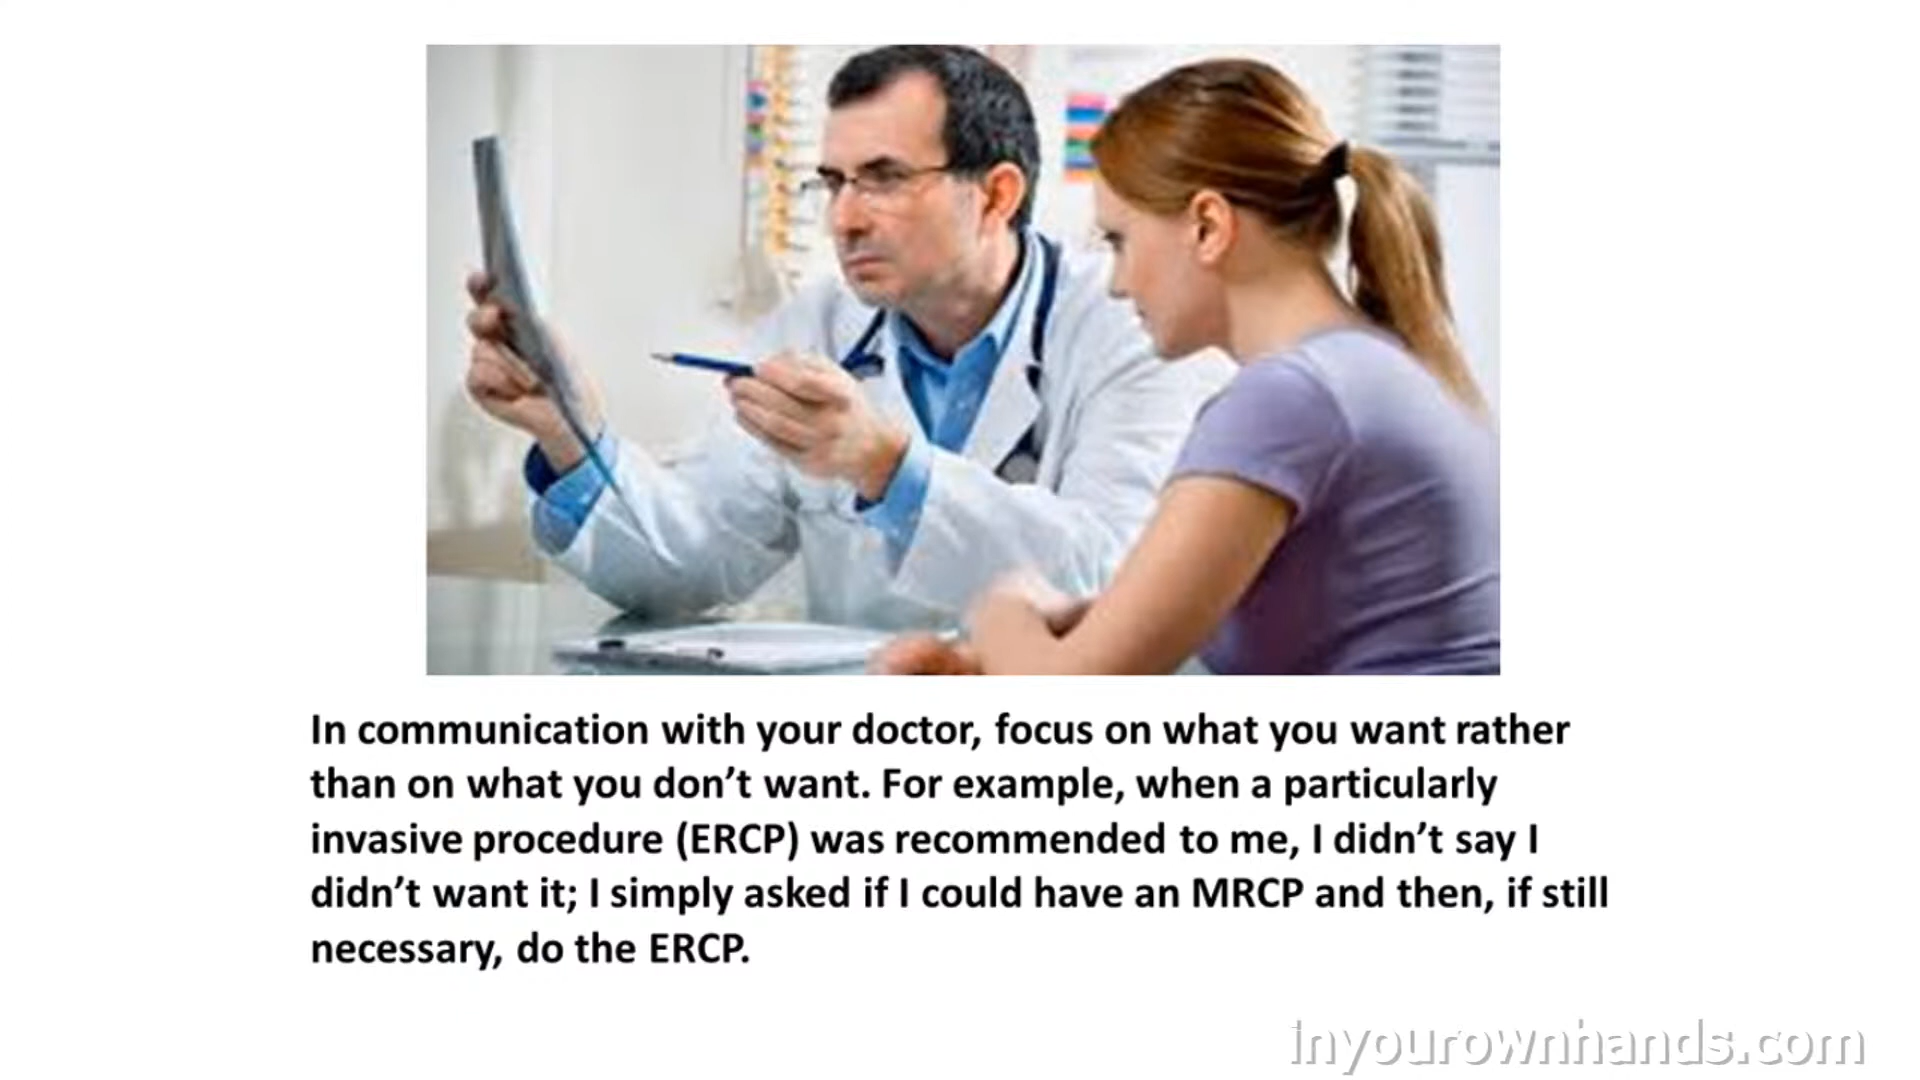 In communication with your doctor, focus on what you want rather
than on what you don’t want. For example, when a particularly
invasive procedure (ERCP) was recommended to me, I didn’t say I
didn’t want it; I simply asked if I could have an MRCP and then, if still
necessary, do the ERCP.
inyourownhands.com